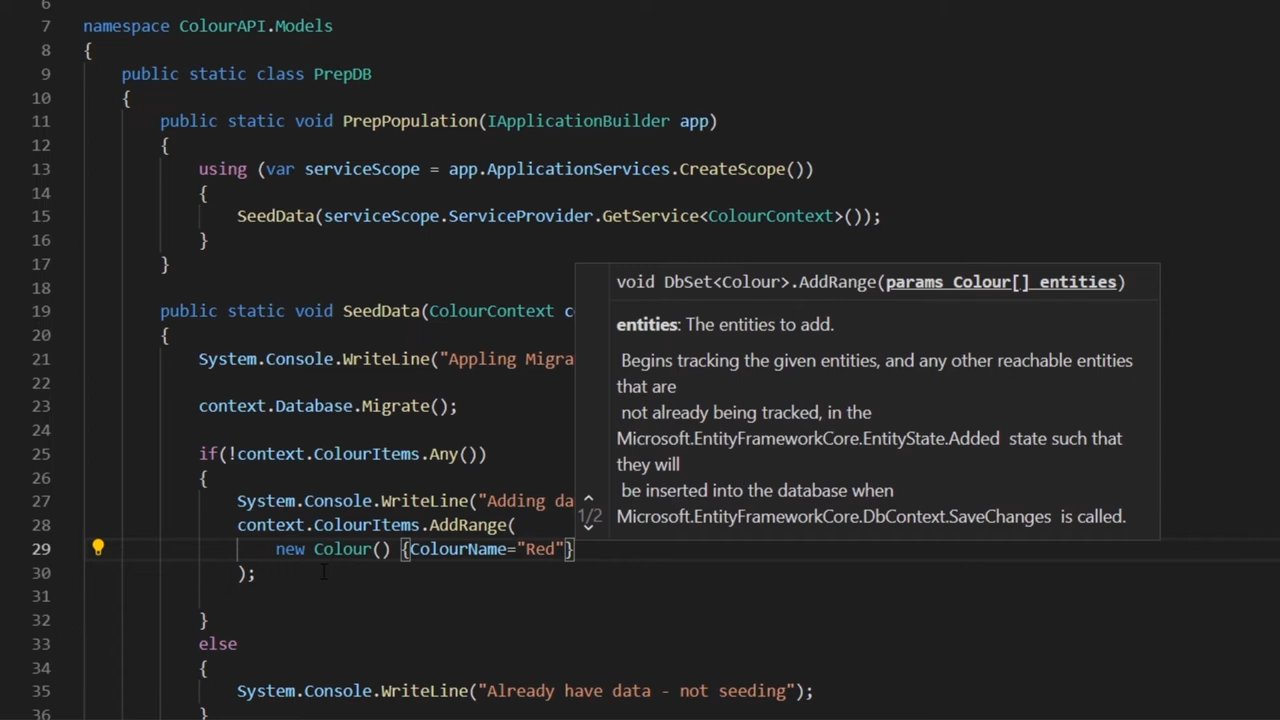 6
7 namespace ColourAPI.Models
8 {
9 public static class PrepDB
10 {
11 public static void PrepPopulation(IApplicationBuilder app)
12 {
13 using (var serviceScope = app.ApplicationServices.CreateScope())
14 {
15 SeedData(serviceScope.ServiceProvider.GetService<ColourContext>());
16 }
17 }
18
19 public static void SeedData(ColourContext co
20 {
21 System.Console.WriteLine("Appling Migra
22
23 context.Database.Migrate();
24
25 if(!context.ColourItems.Any())
26 {
27 System.Console.WriteLine("Adding da
28 context.ColourItems.AddRange(
29 new Colour() {ColourName="Red"}
30 );
31
32 }
33 else
34 {
35 System.Console.WriteLine("Already have data - not seeding");
36 }
void DbSet<Colour>.AddRange(params Colour[] entities)
entities: The entities to add.
Begins tracking the given entities, and any other reachable entities
that are
not already being tracked, in the
Microsoft.EntityFrameworkCore.EntityState.Added state such that
they will
be inserted into the database when
1/2
Microsoft.EntityFrameworkCore.DbContext.SaveChanges is called.